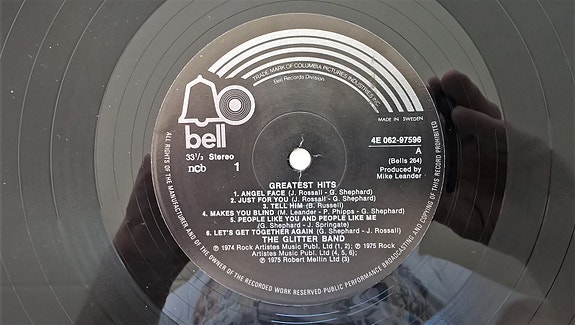 TRADE MARK OF COLUMBIA PICTURES INDUSTRIES INC.
Bell Records Division
MADE IN SWEDEN
bell
33⅓ Stereo
ncb 1
4E 062-97596
A
(Bells 264)
Produced by
Mike Leander
GREATEST HITS
1. ANGEL FACE (J. Rossall - G. Shephard)
2. JUST FOR YOU (J. Rossall - G. Shephard)
3. TELL HIM (B. Russell)
4. MAKES YOU BLIND (M. Leander - P. Phipps - G. Shephard)
5. PEOPLE LIKE YOU AND PEOPLE LIKE ME
(G. Shephard - J. Springate)
6. LET'S GET TOGETHER AGAIN (G. Shephard - J. Rossall)
THE GLITTER BAND
℗ 1974 Rock Artistes Music Publ. Ltd (1, 2); ℗ 1975 Rock
Artistes Music Publ. Ltd (4, 5, 6);
℗ 1975 Robert Mellin Ltd (3)
ALL RIGHTS OF THE MANUFACTURER AND OF THE OWNER OF THE RECORDED WORK RESERVED·PUBLIC PERFORMANCE BROADCASTING AND COPYING OF THIS RECORD PROHIBITED